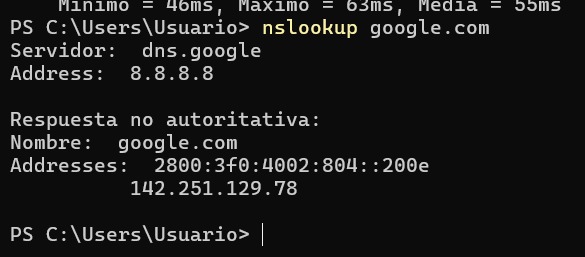 Mínimo = 46ms, Máximo = 63ms, Media = 55ms
PS C:\Users\Usuario> nslookup google.com
Servidor:  dns.google
Address:  8.8.8.8

Respuesta no autoritativa:
Nombre:  google.com
Addresses:  2800:3f0:4002:804::200e
          142.251.129.78

PS C:\Users\Usuario>